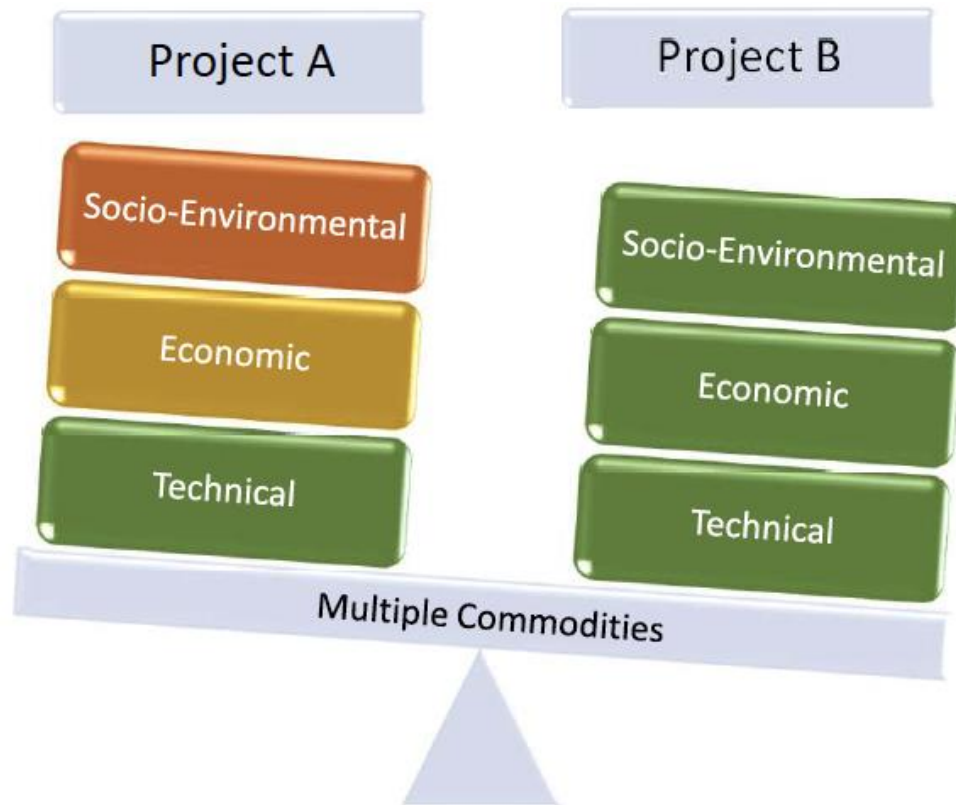 Project A
Project B
Socio-Environmental
Socio-Environmental
Economic
Economic
Technical
Technical
Multiple Commodities